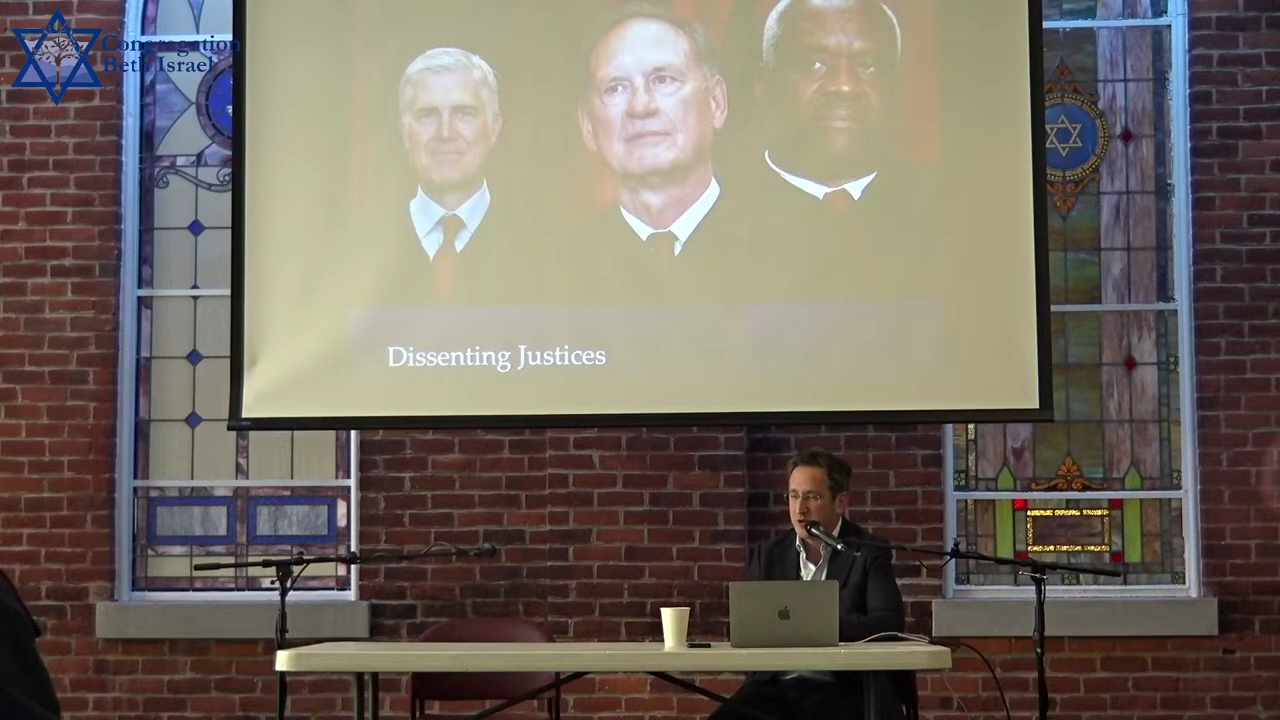 Congregation
Beth Israel
Dissenting Justices